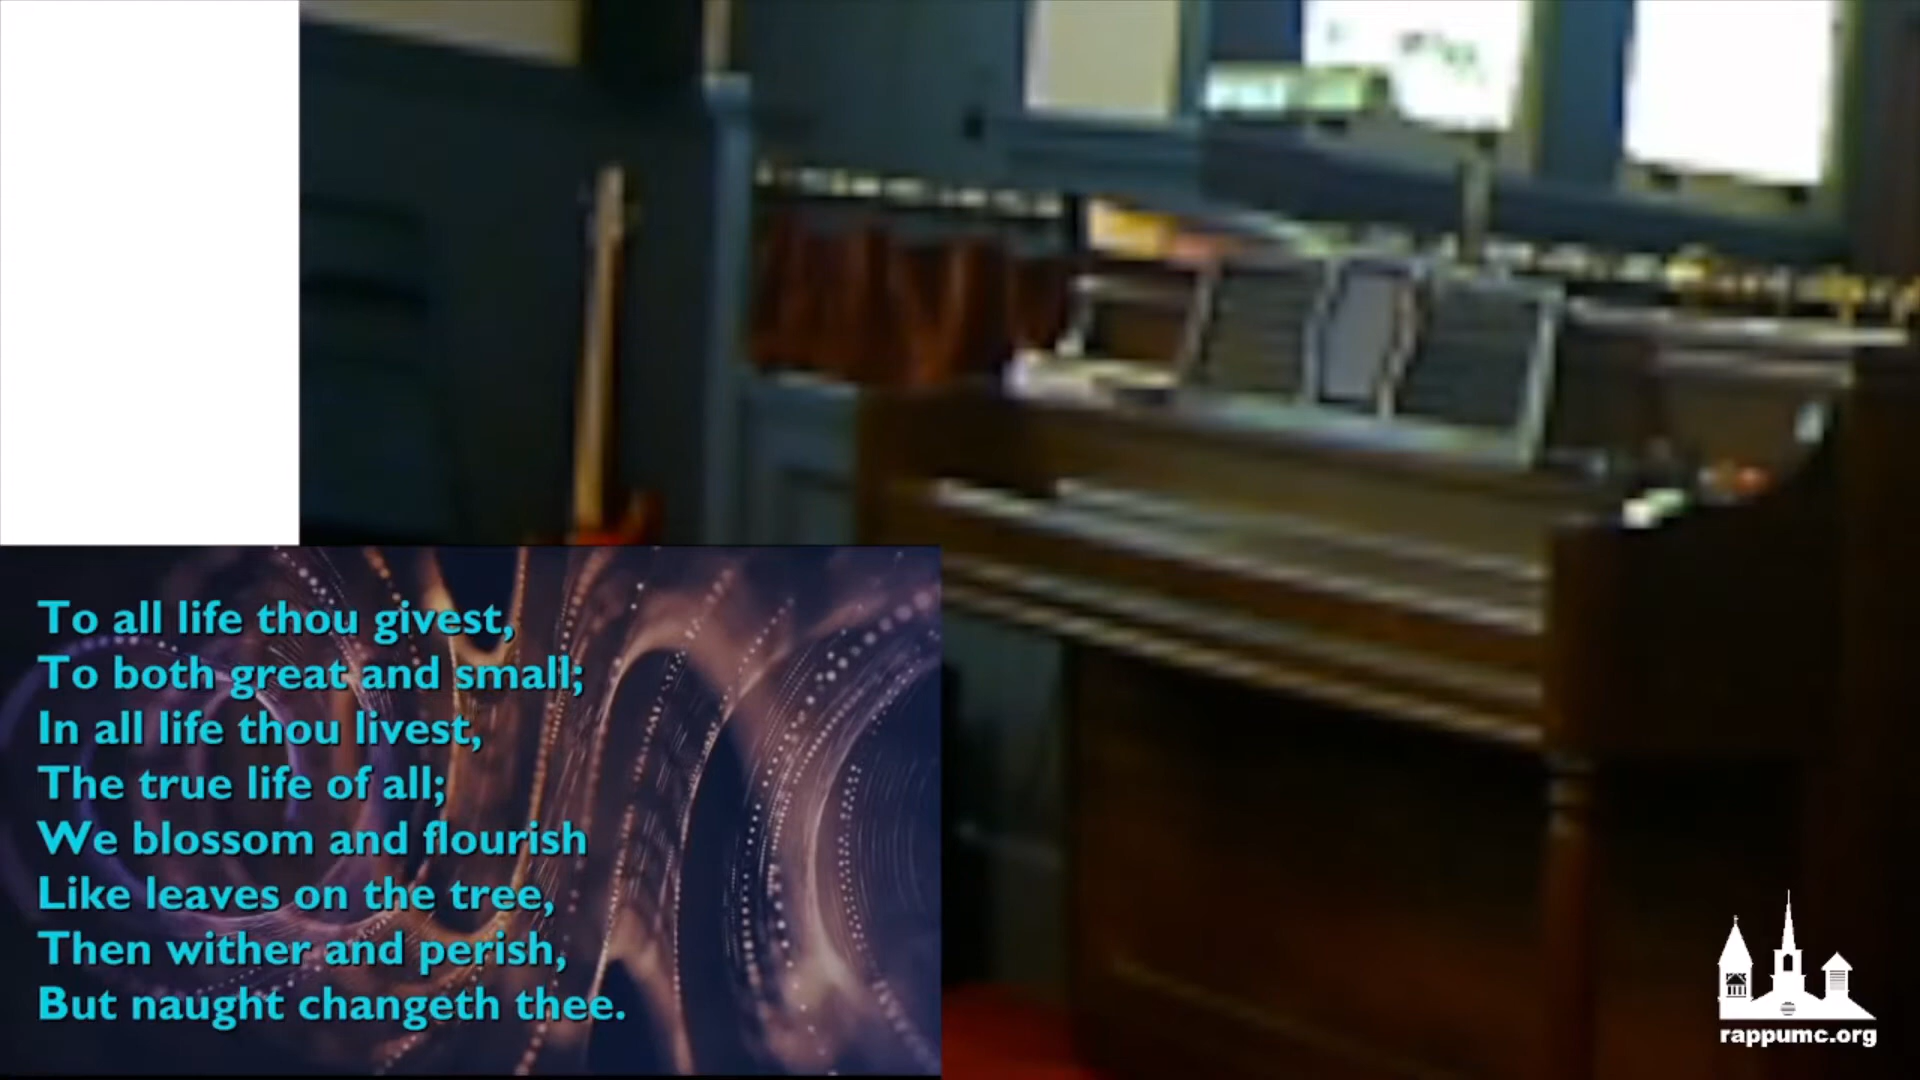 To all life thou givest,
To both great and small;
In all life thou livest,
The true life of all;
We blossom and flourish
Like leaves on the tree,
Then wither and perish,
But naught changeth thee.
rappumc.org